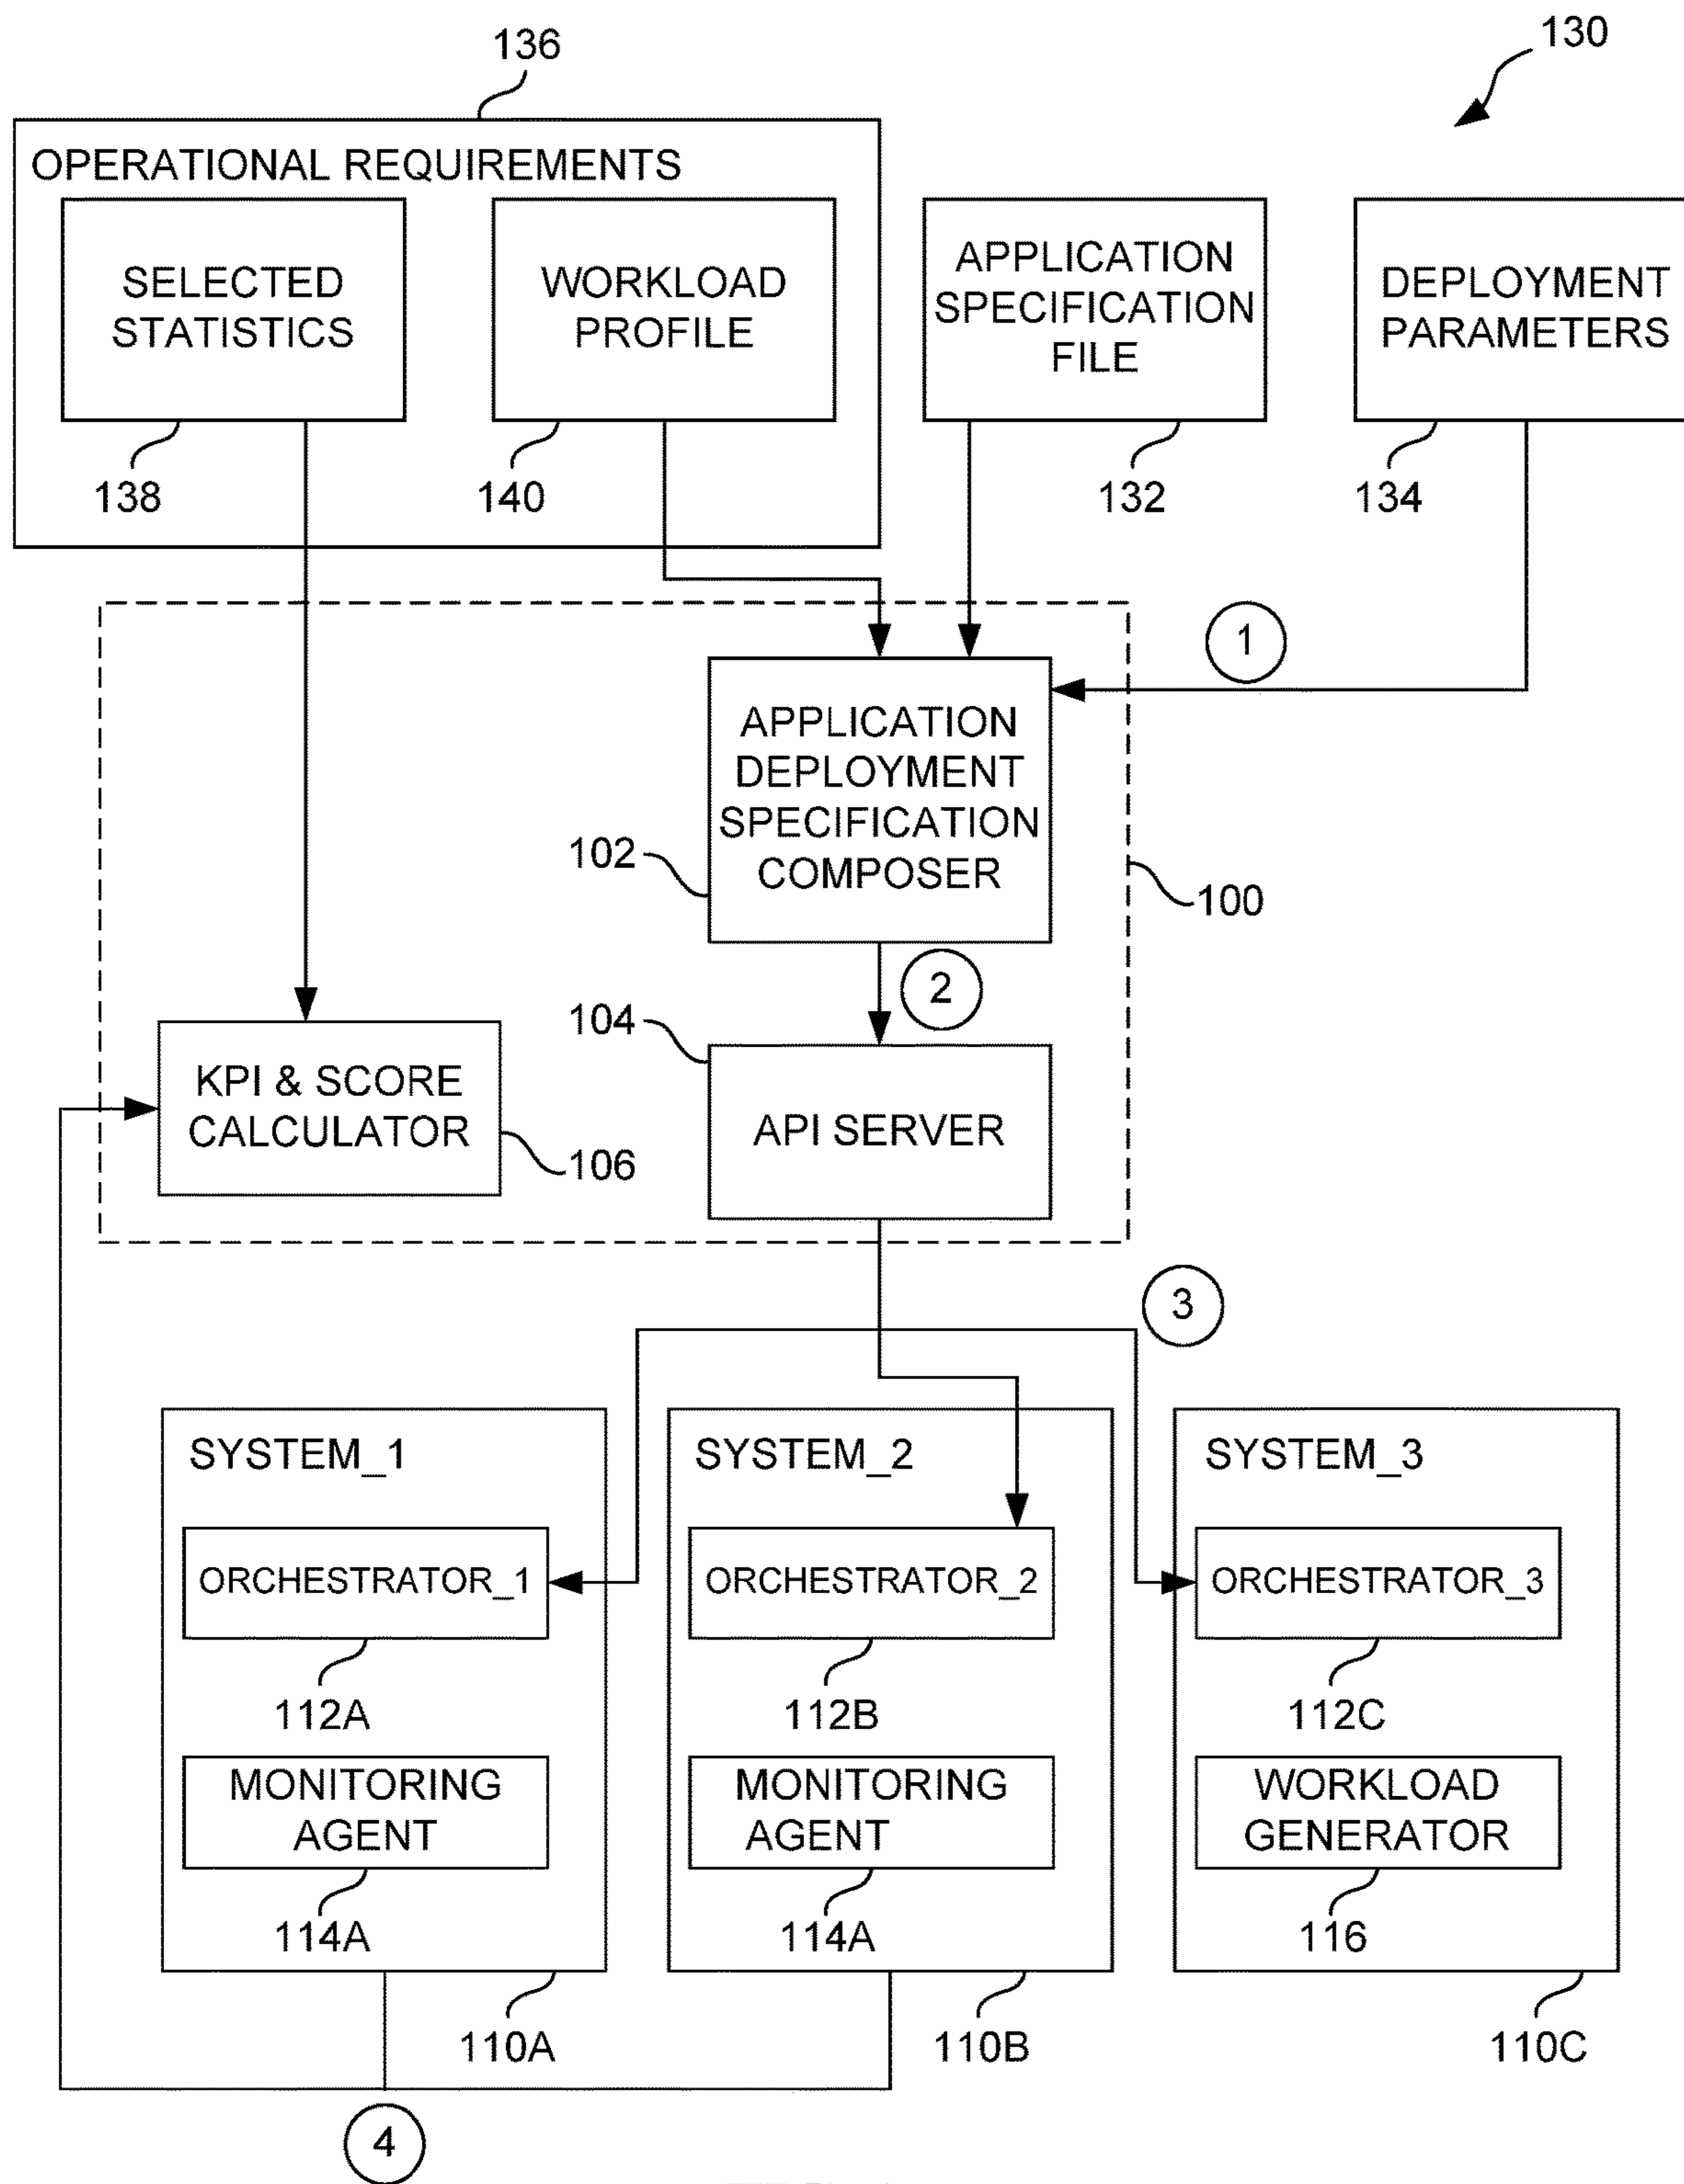 136
130
OPERATIONAL REQUIREMENTS
SELECTED
STATISTICS
WORKLOAD
PROFILE
APPLICATION
SPECIFICATION
FILE
DEPLOYMENT
PARAMETERS
138
140
132
134
1
APPLICATION
DEPLOYMENT
SPECIFICATION
COMPOSER
102
100
2
104
KPI & SCORE
CALCULATOR
API SERVER
106
3
SYSTEM_1
SYSTEM_2
SYSTEM_3
ORCHESTRATOR_1
ORCHESTRATOR_2
ORCHESTRATOR_3
112A
112B
112C
MONITORING
AGENT
MONITORING
AGENT
WORKLOAD
GENERATOR
114A
114A
116
110A
110B
110C
4